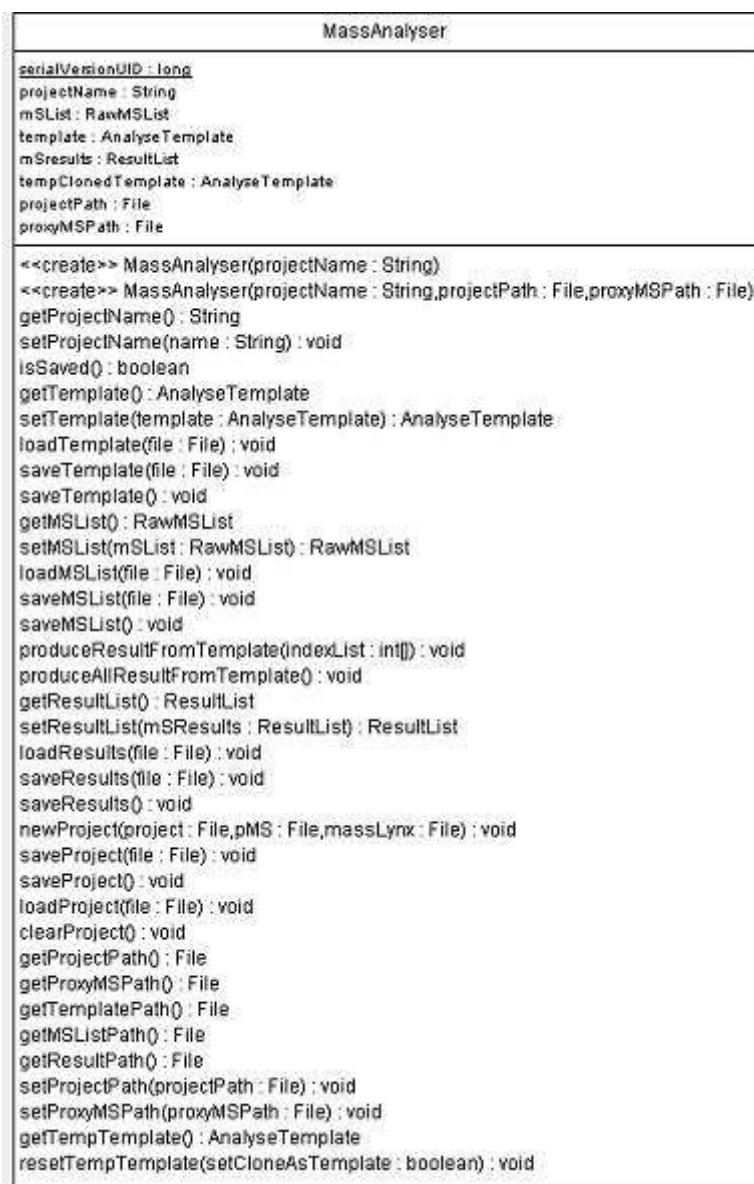 MassAnalyser
serialVersionUID : long
projectName : String
mSList : RawMSList
template : AnalyseTemplate
mSresults : ResultList
tempClonedTemplate : AnalyseTemplate
projectPath : File
proxyMSPath : File
<<create>> MassAnalyser(projectName : String)
<<create>> MassAnalyser(projectName : String,projectPath : File,proxyMSPath : File)
getProjectName() : String
setProjectName(name : String) : void
isSaved() : boolean
getTemplate() : AnalyseTemplate
setTemplate(template : AnalyseTemplate) : AnalyseTemplate
loadTemplate(file : File) : void
saveTemplate(file : File) : void
saveTemplate() : void
getMSList() : RawMSList
setMSList(mSList : RawMSList) : RawMSList
loadMSList(file : File) : void
saveMSList(file : File) : void
saveMSList() : void
produceResultFromTemplate(indexList : int[]) : void
produceAllResultFromTemplate() : void
getResultList() : ResultList
setResultList(mSResults : ResultList) : ResultList
loadResults(file : File) : void
saveResults(file : File) : void
saveResults() : void
newProject(project : File,pMS : File,massLynx : File) : void
saveProject(file : File) : void
saveProject() : void
loadProject(file : File) : void
clearProject() : void
getProjectPath() : File
getProxyMSPath() : File
getTemplatePath() : File
getMSListPath() : File
getResultPath() : File
setProjectPath(projectPath : File) : void
setProxyMSPath(proxyMSPath : File) : void
getTempTemplate() : AnalyseTemplate
resetTempTemplate(setCloneAsTemplate : boolean) : void